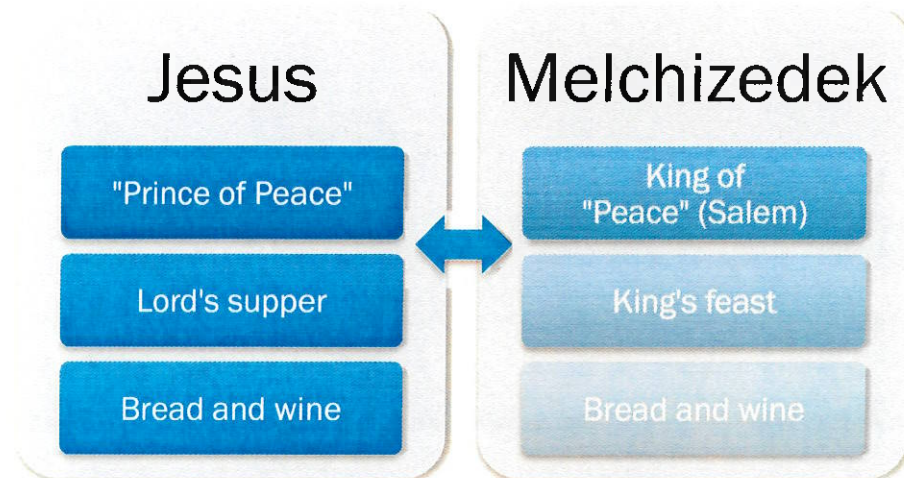 Jesus
"Prince of Peace"
Lord's supper
Bread and wine
Melchizedek
King of
"Peace" (Salem)
King's feast
Bread and wine